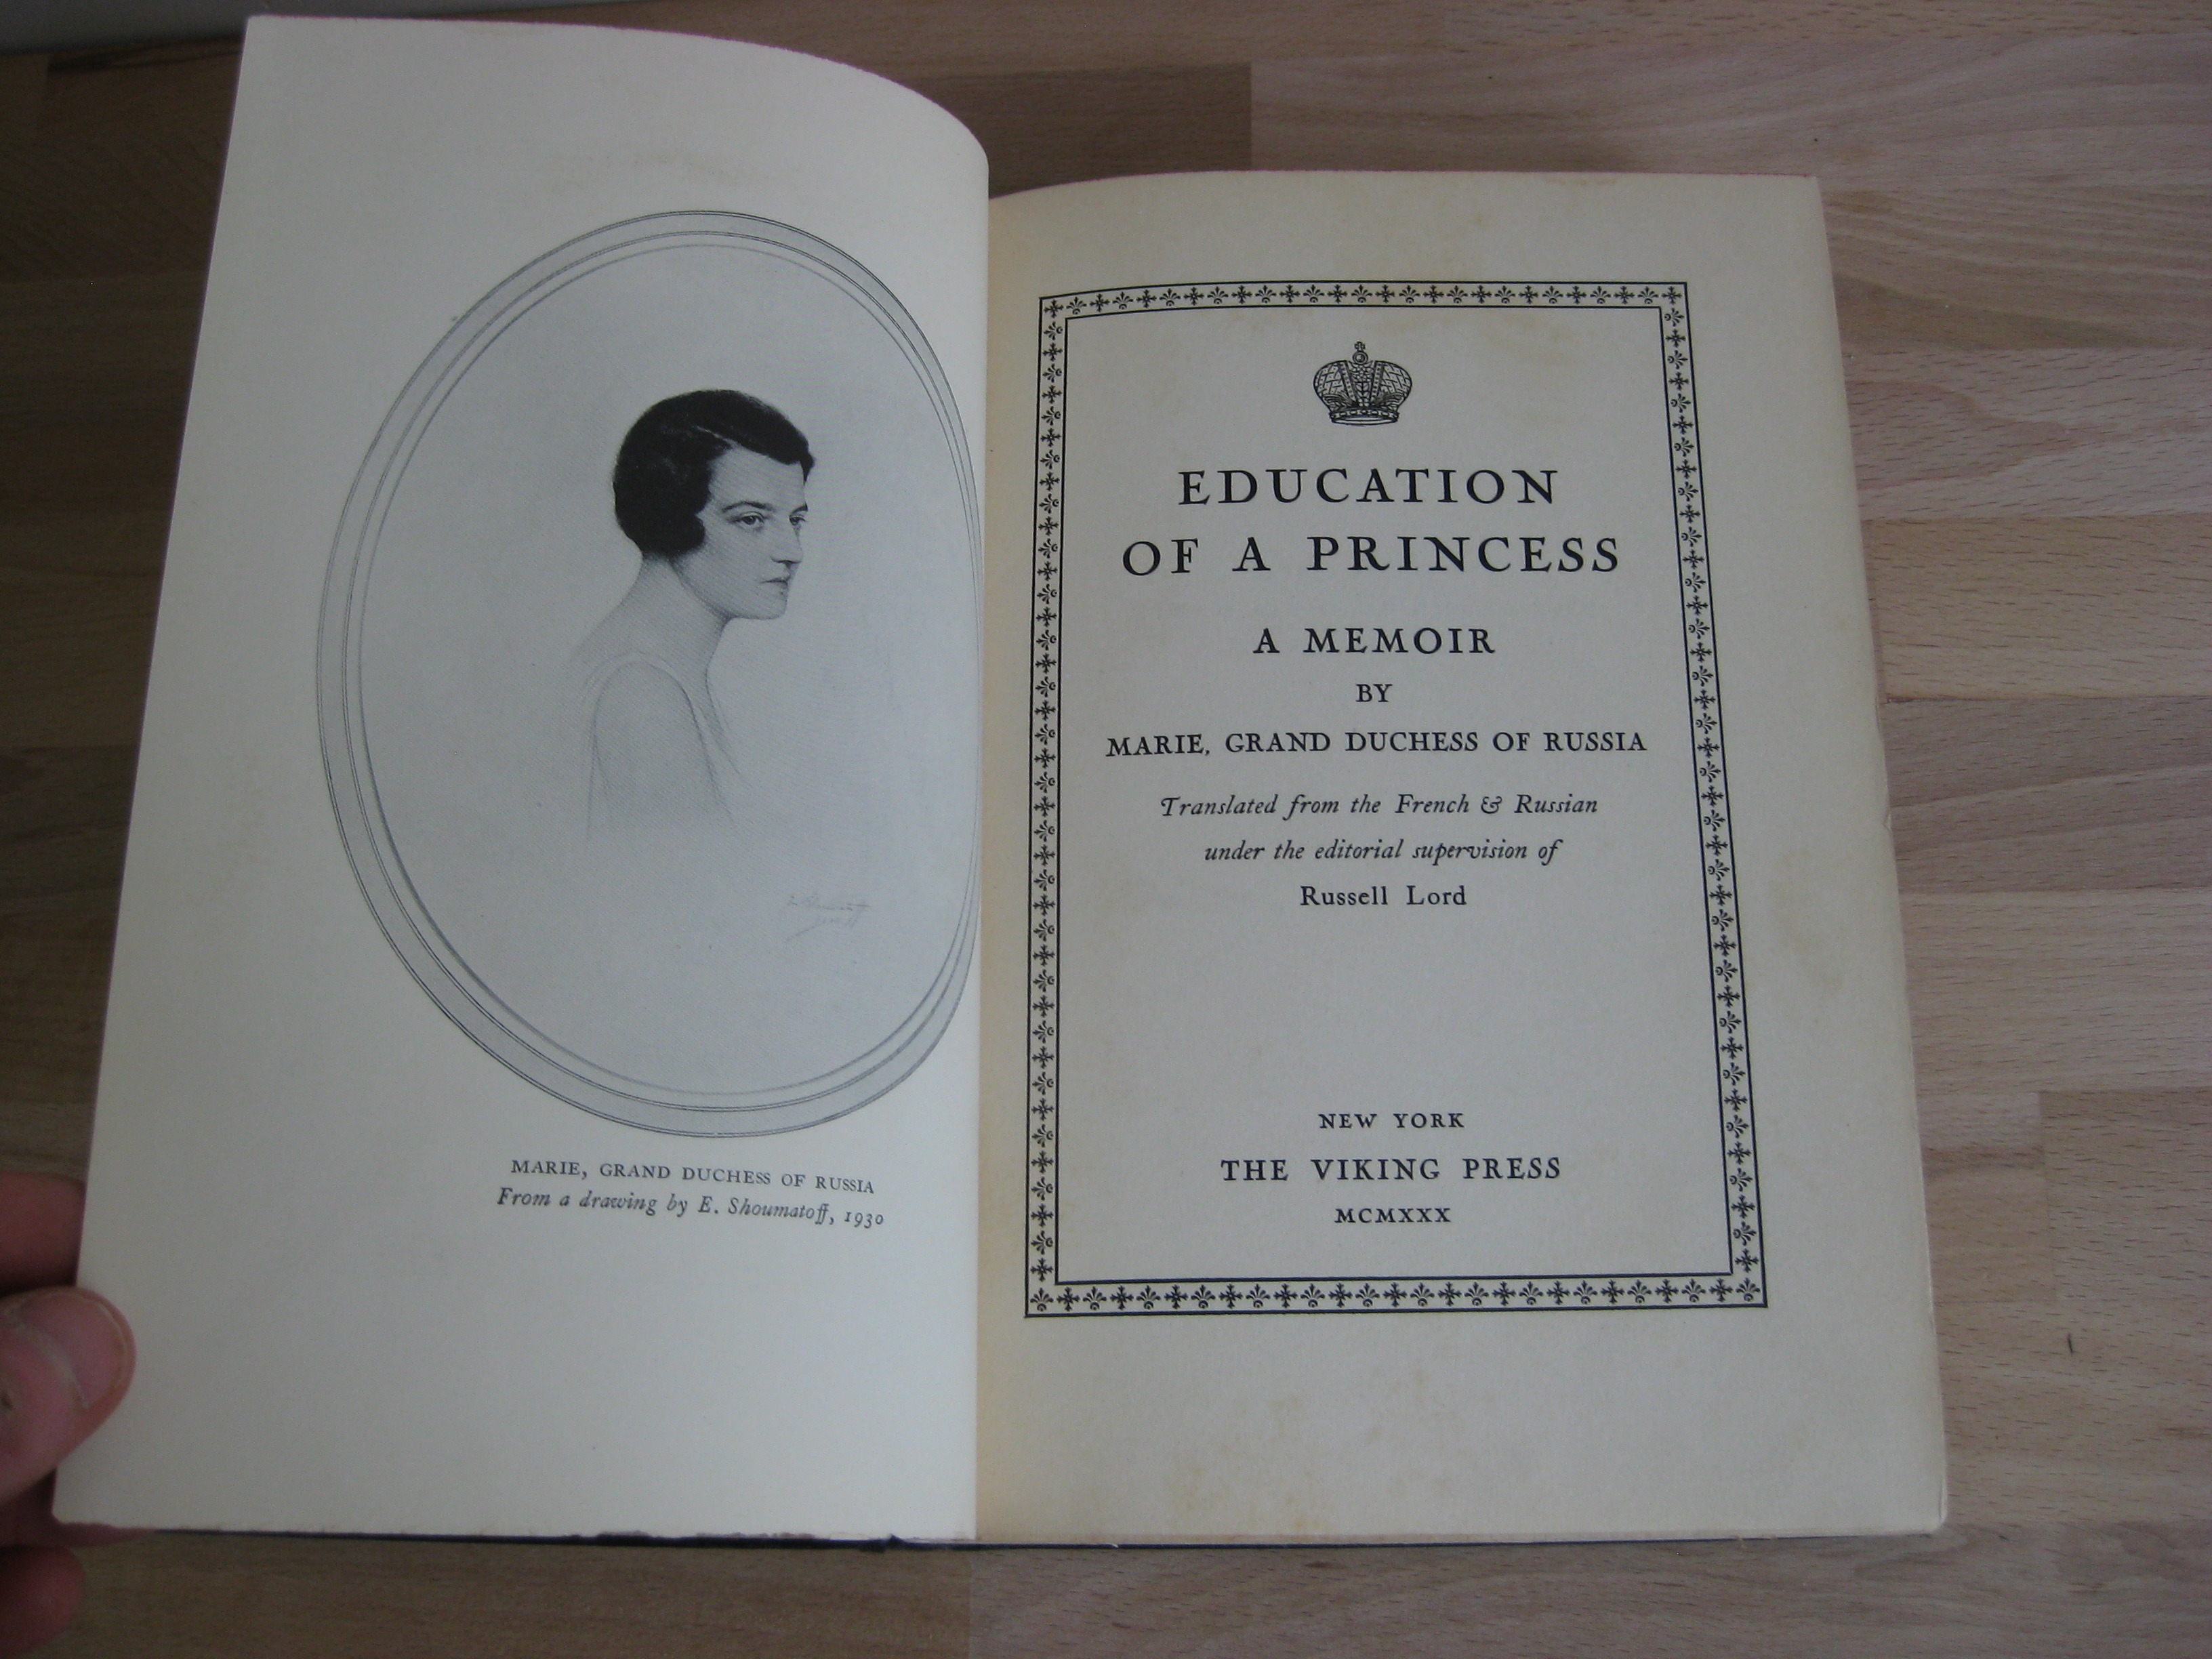 MARIE, GRAND DUCHESS OF RUSSIA
From a drawing by E. Shoumatoff, 1930
EDUCATION
OF A PRINCESS
A MEMOIR
BY
MARIE, GRAND DUCHESS OF RUSSIA
Translated from the French & Russian
under the editorial supervision of
Russell Lord
NEW YORK
THE VIKING PRESS
MCMXXX